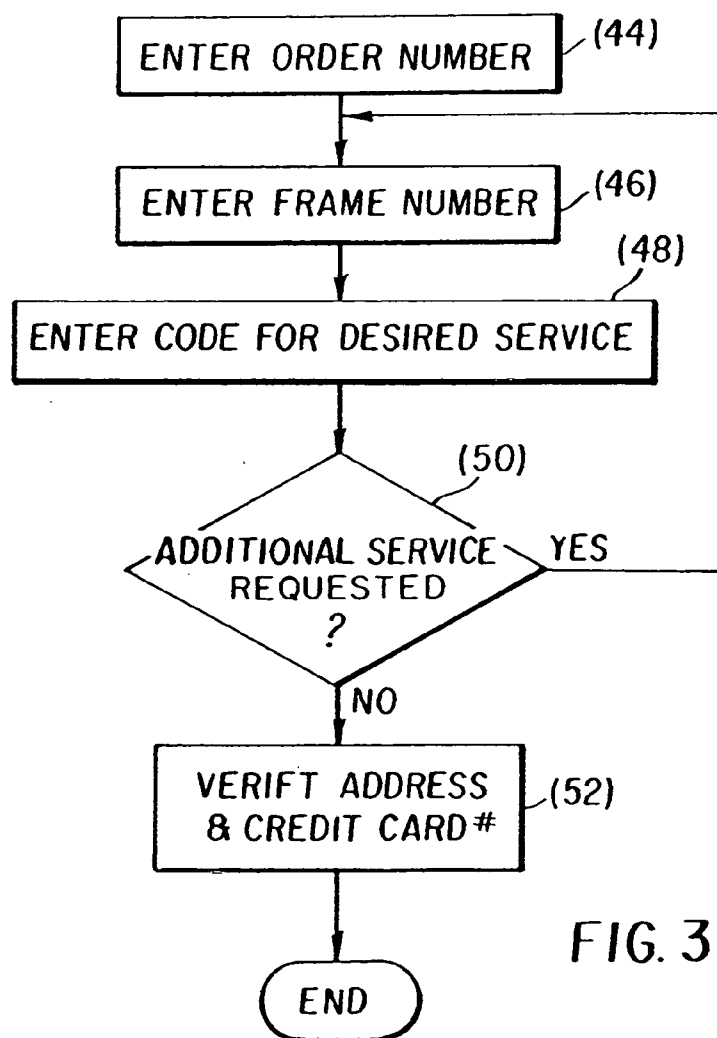 ENTER ORDER NUMBER
(44)
ENTER FRAME NUMBER
(46)
(48)
ENTER CODE FOR DESIRED SERVICE
(50)
ADDITIONAL SERVICE
REQUESTED
?
YES
NO
VERIFT ADDRESS
& CREDIT CARD#
(52)
END
FIG. 3